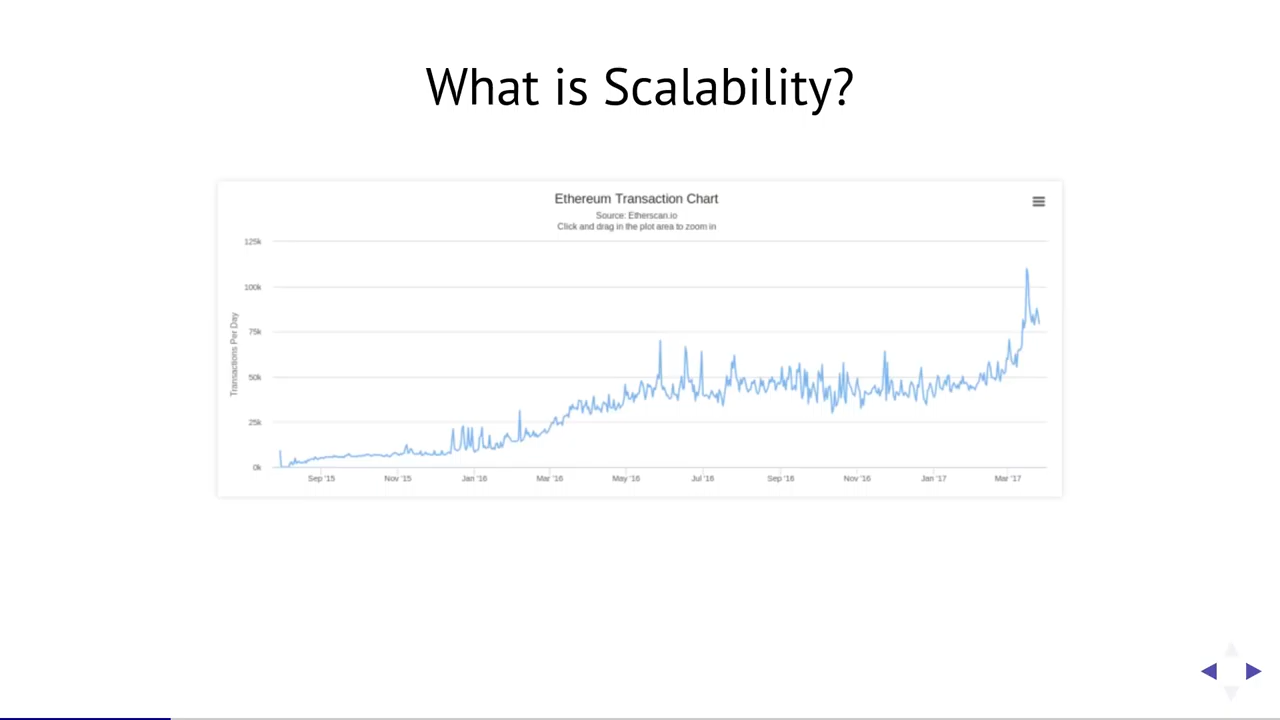 What is Scalability?
Ethereum Transaction Chart
Source: Etherscan.io
Click and drag in the plot area to zoom in
Transactions Per Day
125k
100k
75k
50k
25k
0k
Sep '15 Nov '15 Jan '16 Mar '16 May '16 Jul '16 Sep '16 Nov '16 Jan '17 Mar '17